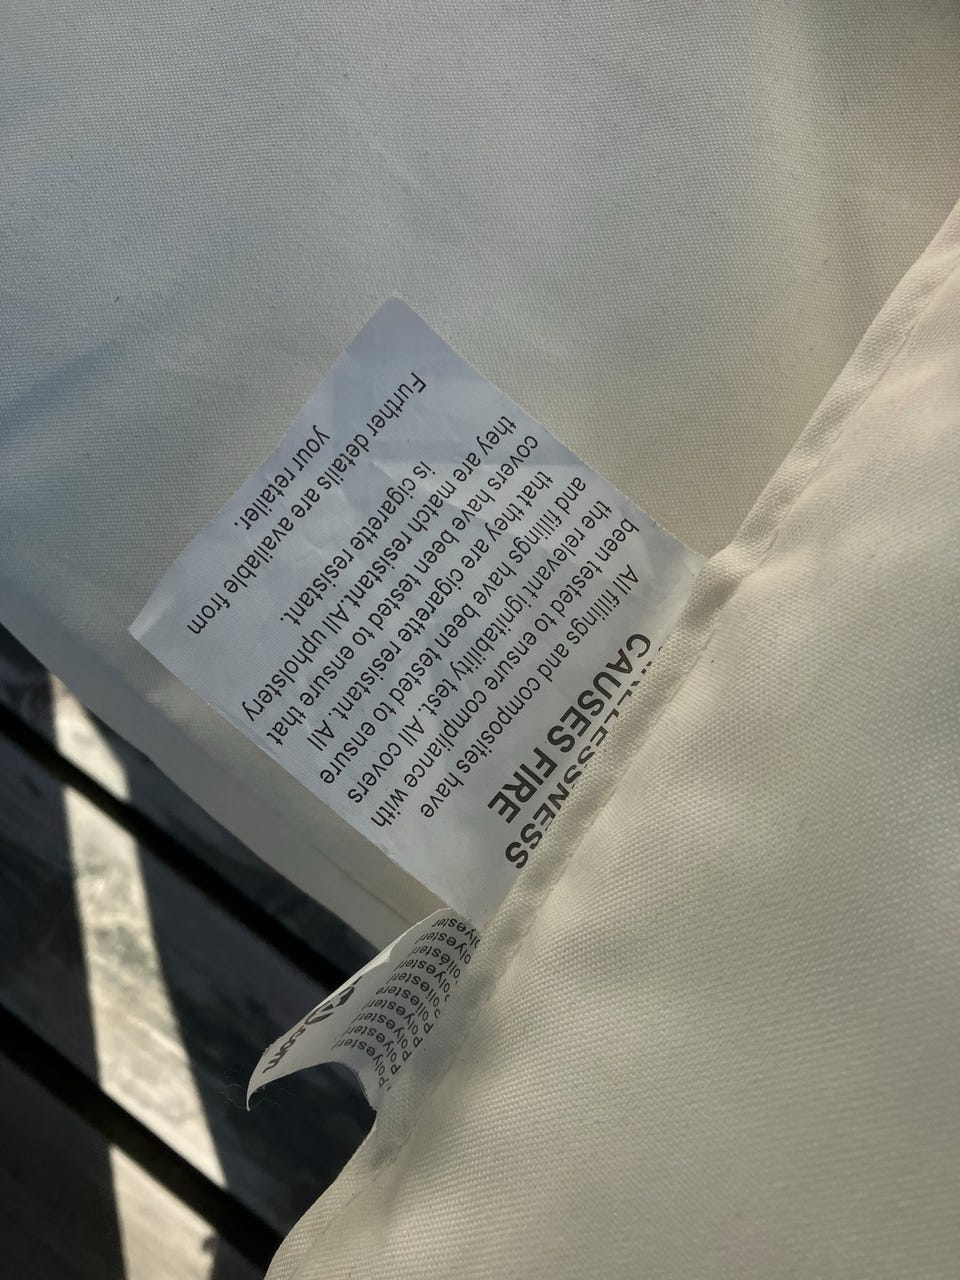 RELESSNESS
CAUSES FIRE
All fillings and composites have
been tested to ensure compliance with
the relevant ignitability test. All covers
and fillings have been tested to ensure
that they are cigarette resistant. All
covers have been tested to ensure that
they are match resistant.All upholstery
is cigarette resistant.
Further details are available from
your retailer.
Polyester
Polyester
Polyester
.com